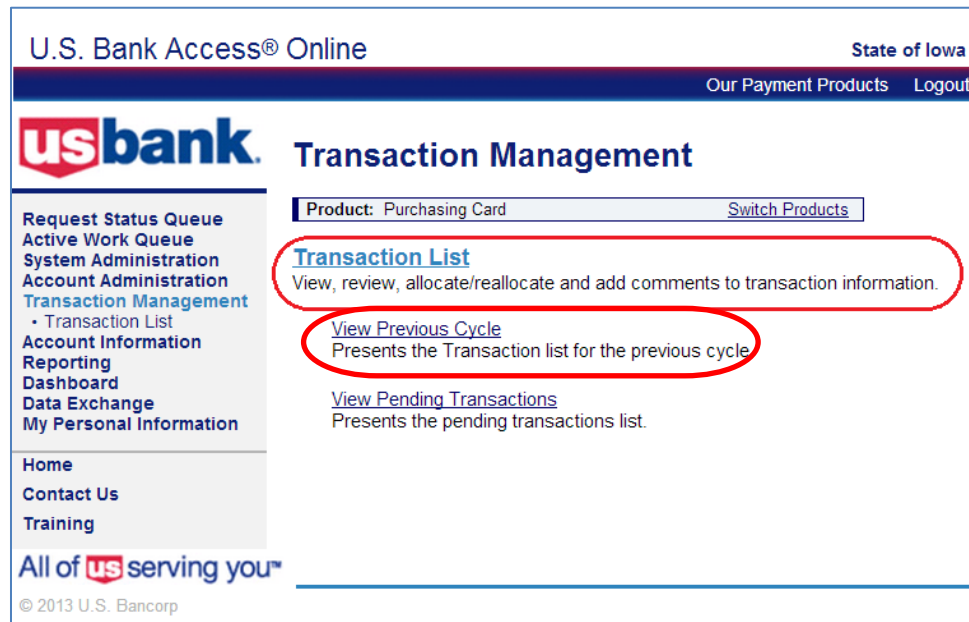 U.S. Bank Access® Online
State of Iowa
Our Payment Products Logout
usbank.
Transaction Management
Product: Purchasing Card Switch Products
Request Status Queue
Active Work Queue
System Administration
Account Administration
Transaction Management
• Transaction List
Account Information
Reporting
Dashboard
Data Exchange
My Personal Information
Home
Contact Us
Training
Transaction List
View, review, allocate/reallocate and add comments to transaction information.
View Previous Cycle
Presents the Transaction list for the previous cycle
View Pending Transactions
Presents the pending transactions list.
All of us serving you™
© 2013 U.S. Bancorp